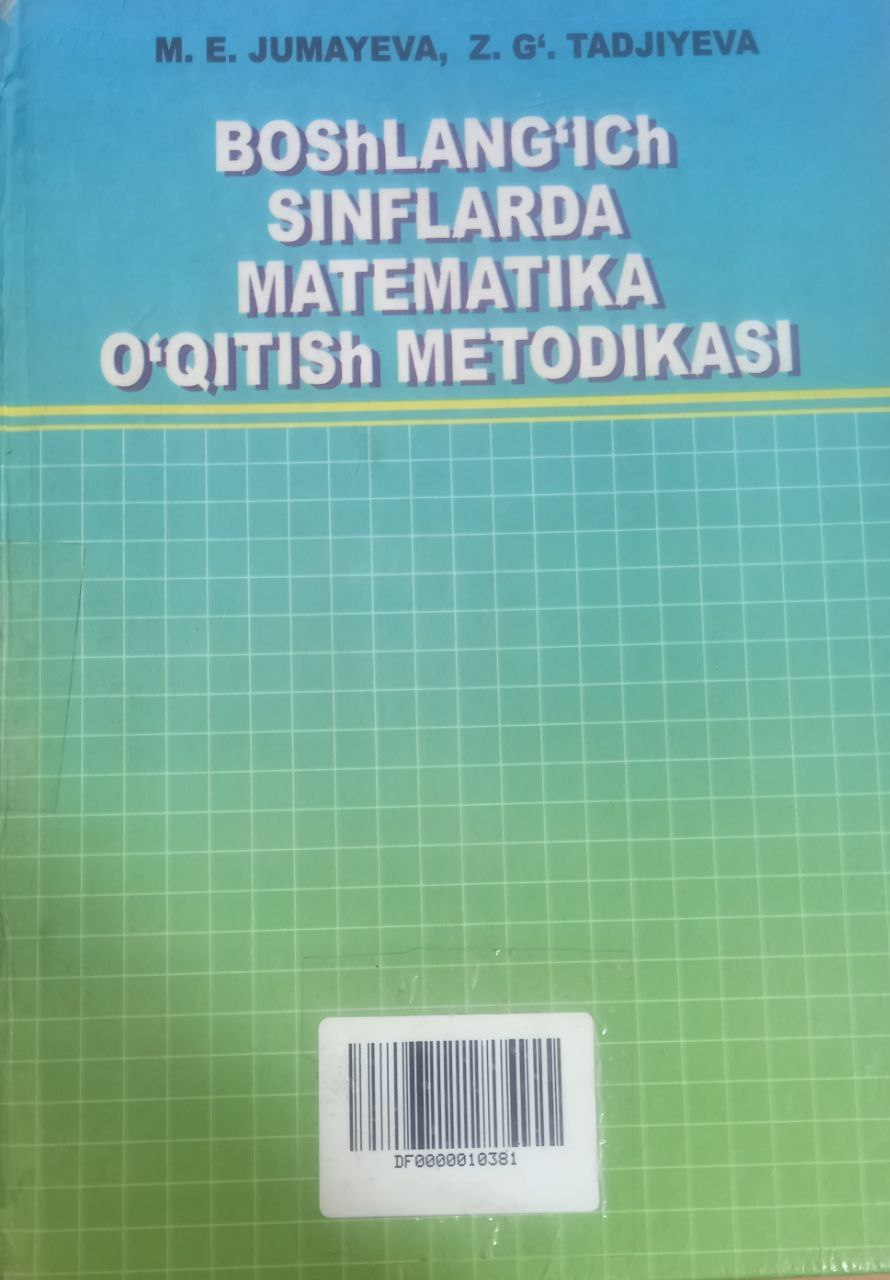 M. E. JUMAYEVA, Z. G‘. TADJIYEVA
BOShLANG‘ICh
SINFLARDA
MATEMATIKA
O‘QITISh METODIKASI
DF0000010381